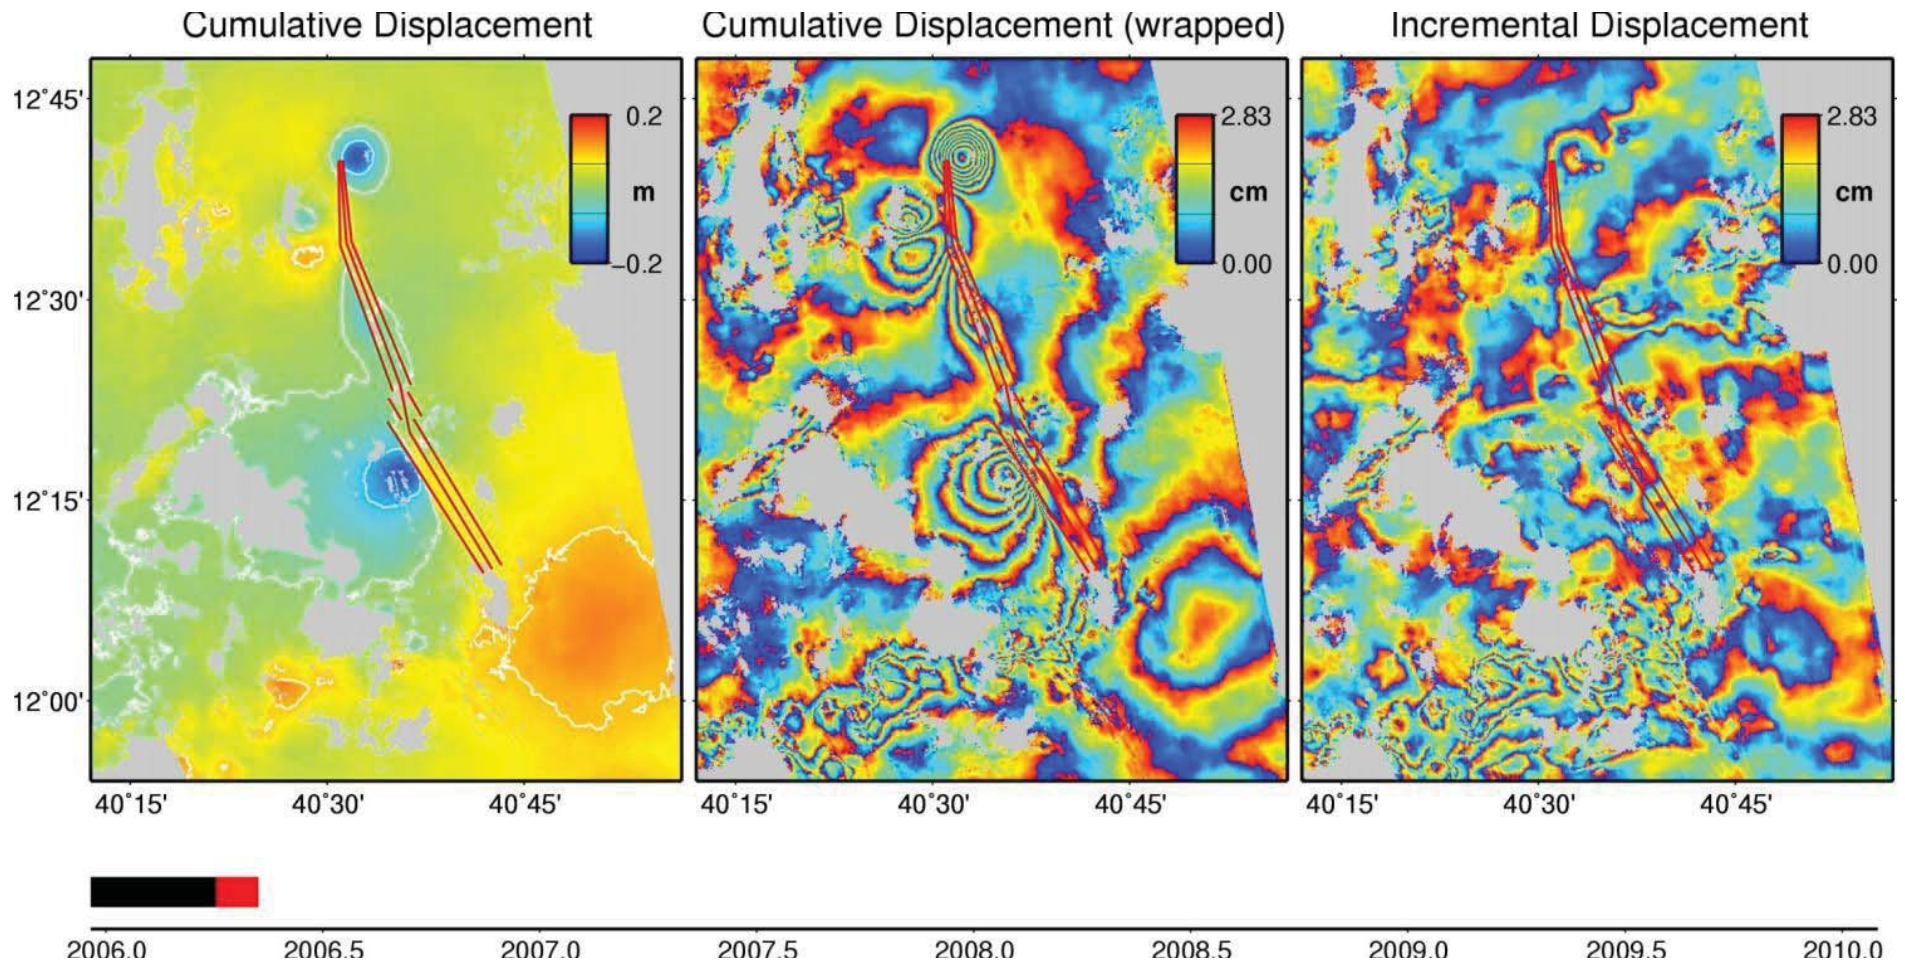 Cumulative Displacement
Cumulative Displacement (wrapped)
Incremental Displacement
12°45'
12°30'
12°15'
12°00'
0.2
m
−0.2
2.83
cm
0.00
2.83
cm
0.00
40°15' 40°30' 40°45'
40°15' 40°30' 40°45'
40°15' 40°30' 40°45'
2006.0 2006.5 2007.0 2007.5 2008.0 2008.5 2009.0 2009.5 2010.0